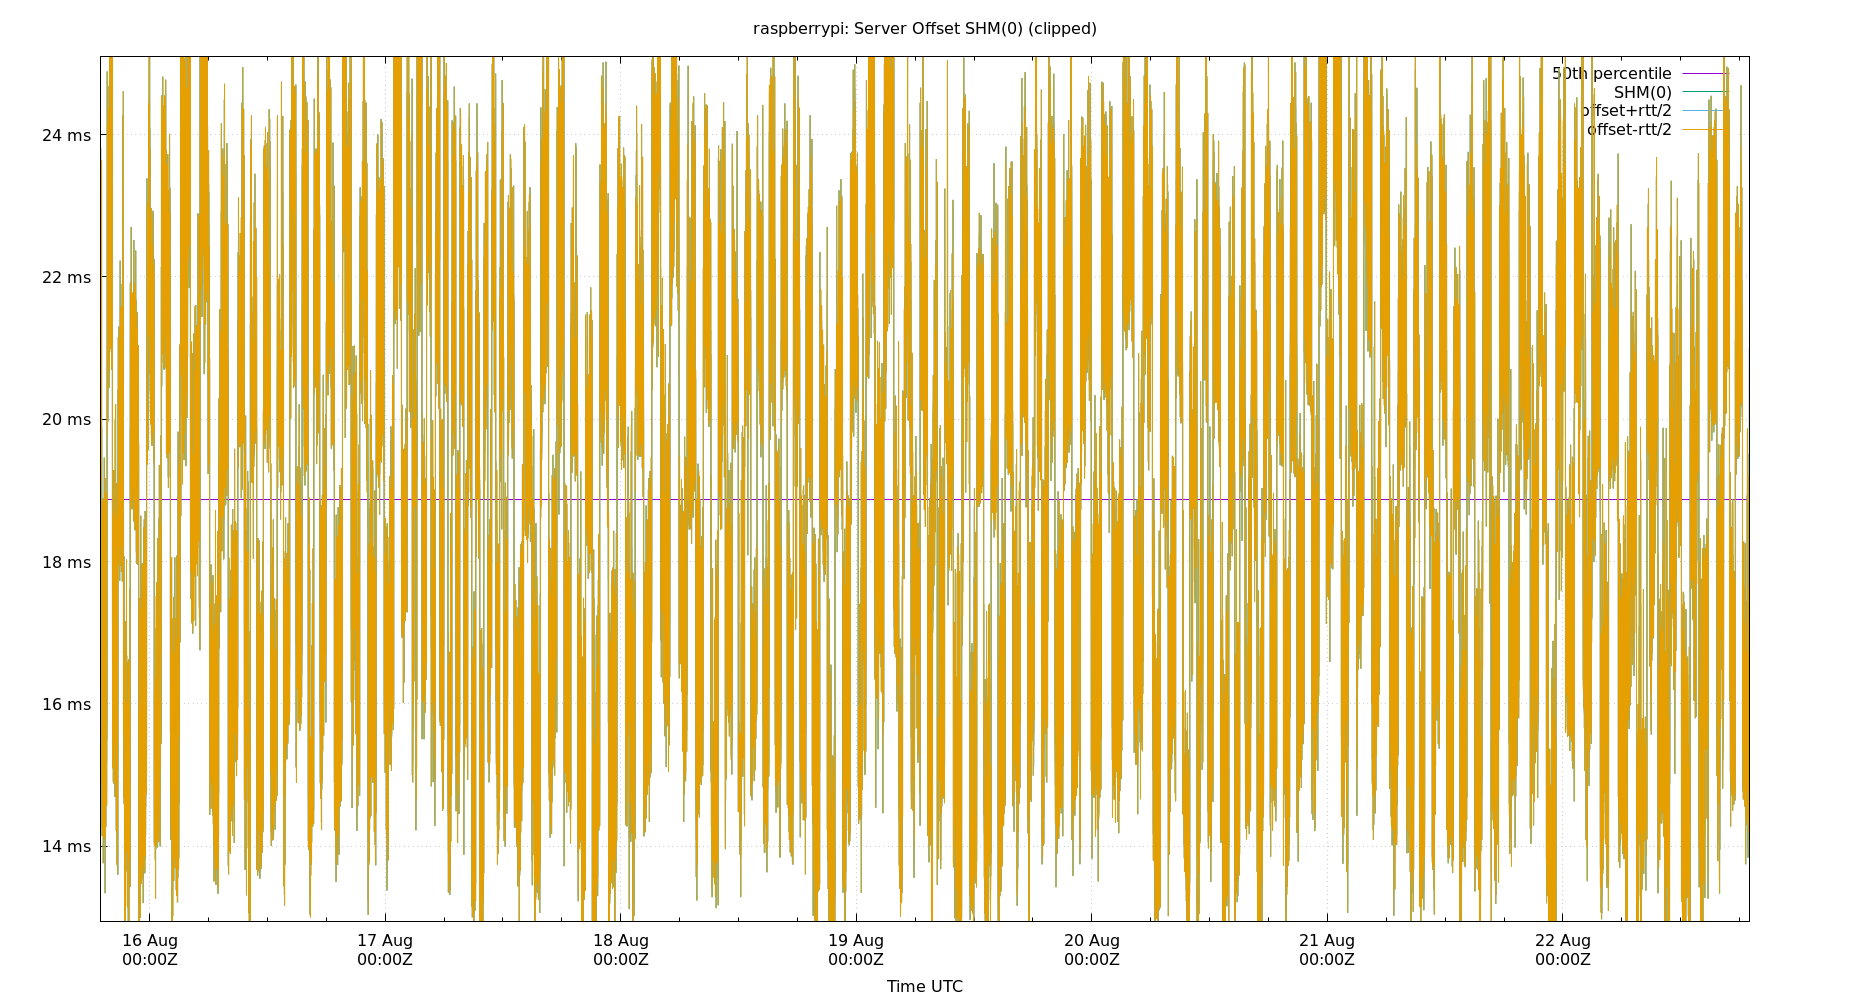 raspberrypi: Server Offset SHM(0) (clipped)
50th percentile
SHM(0)
offset+rtt/2
offset-rtt/2
24 ms
22 ms
20 ms
18 ms
16 ms
14 ms
16 Aug 17 Aug 18 Aug 19 Aug 20 Aug 21 Aug 22 Aug
00:00Z 00:00Z 00:00Z 00:00Z 00:00Z 00:00Z 00:00Z
Time UTC